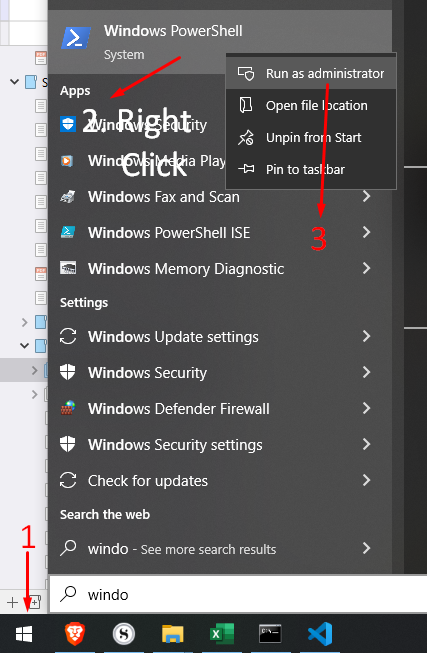 Windows PowerShell
System
Run as administrator
Apps
Open file location
2. Right
Windows Security
Unpin from Start
Click
Windows Media Play
Pin to taskbar
Windows Fax and Scan
3
Windows PowerShell ISE
Windows Memory Diagnostic
Settings
Windows Update settings
Windows Security
Windows Defender Firewall
Windows Security settings
Check for updates
Search the web
1
windo - See more search results
windo